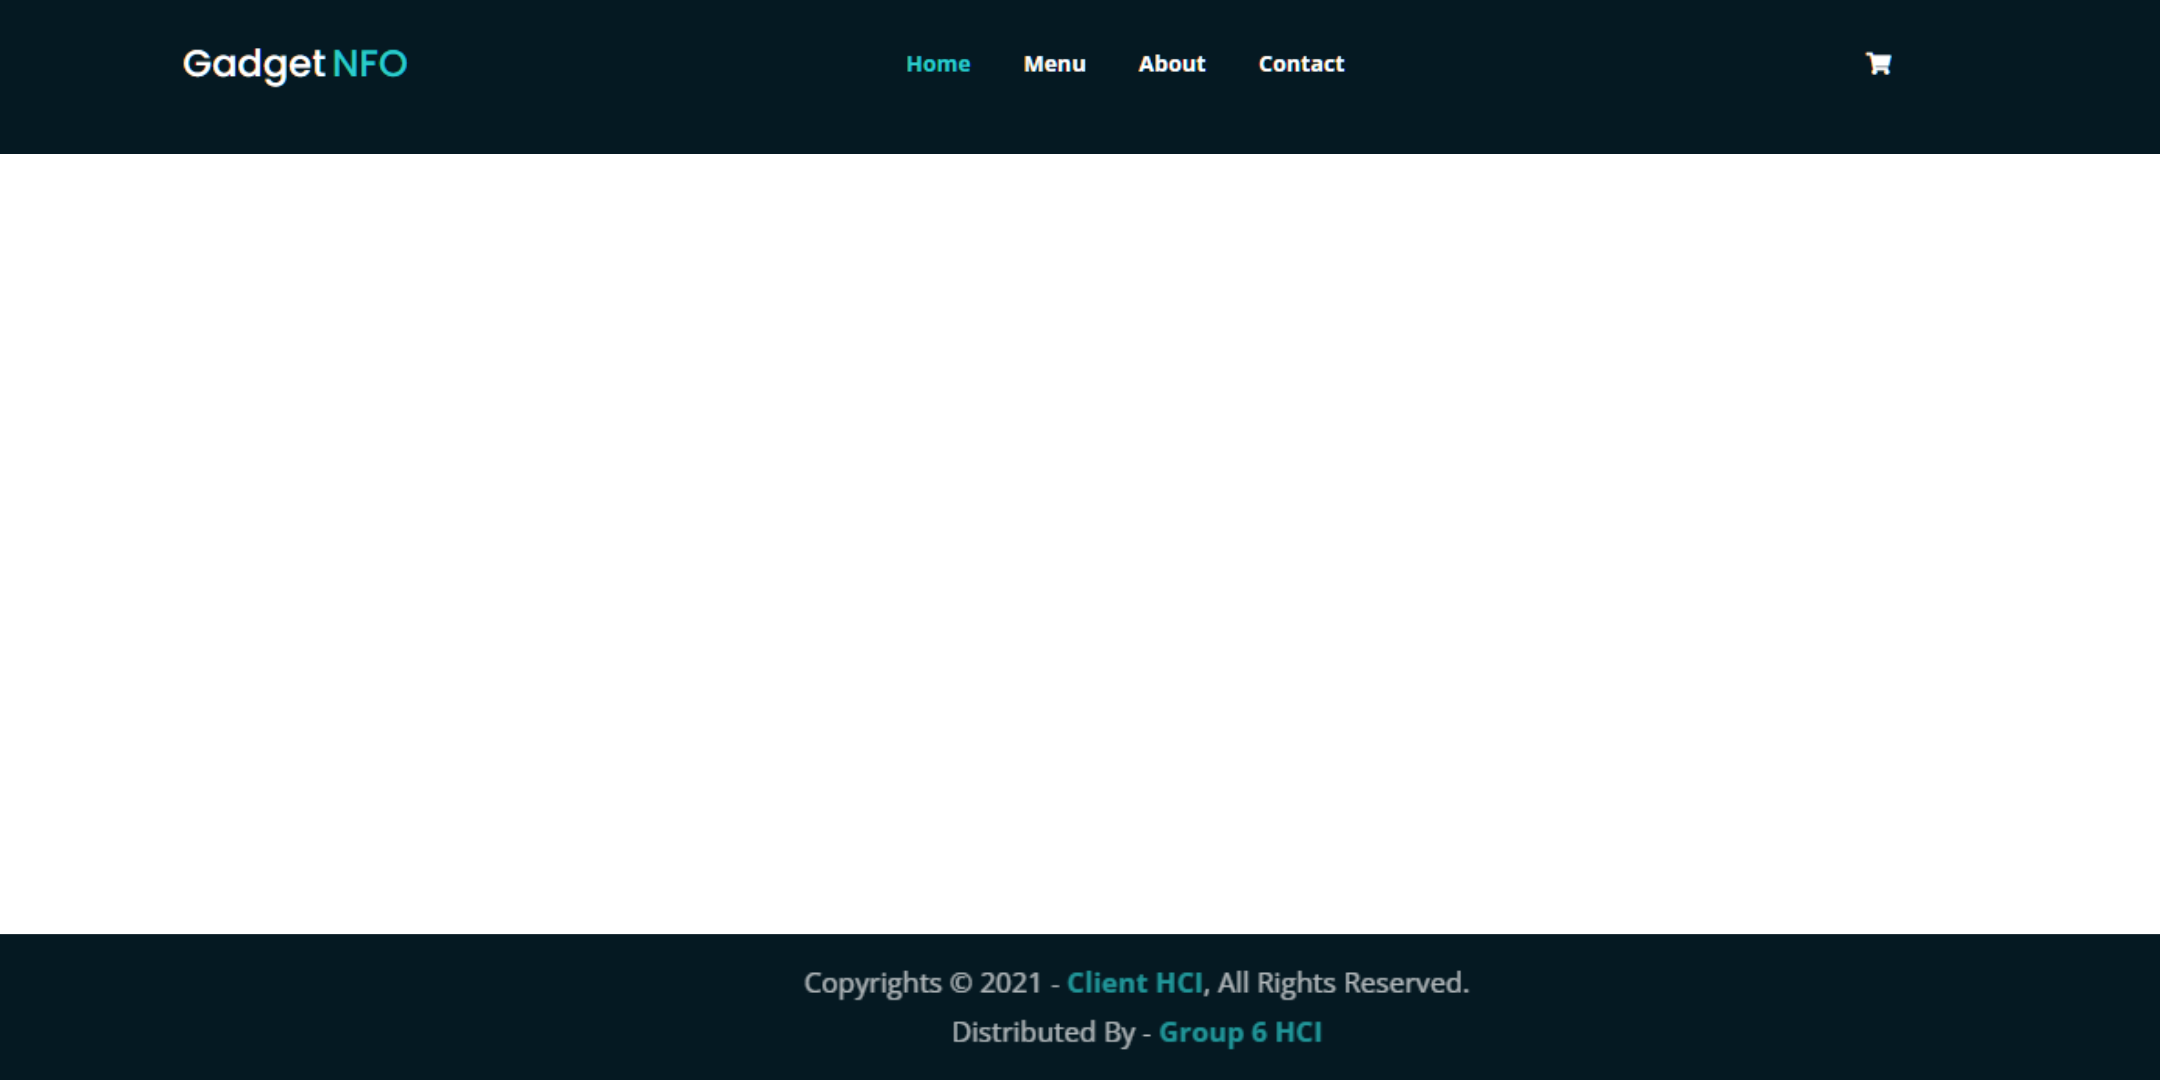 Gadget NFO
Home Menu About Contact
Copyrights © 2021 - Client HCI, All Rights Reserved.
Distributed By - Group 6 HCI